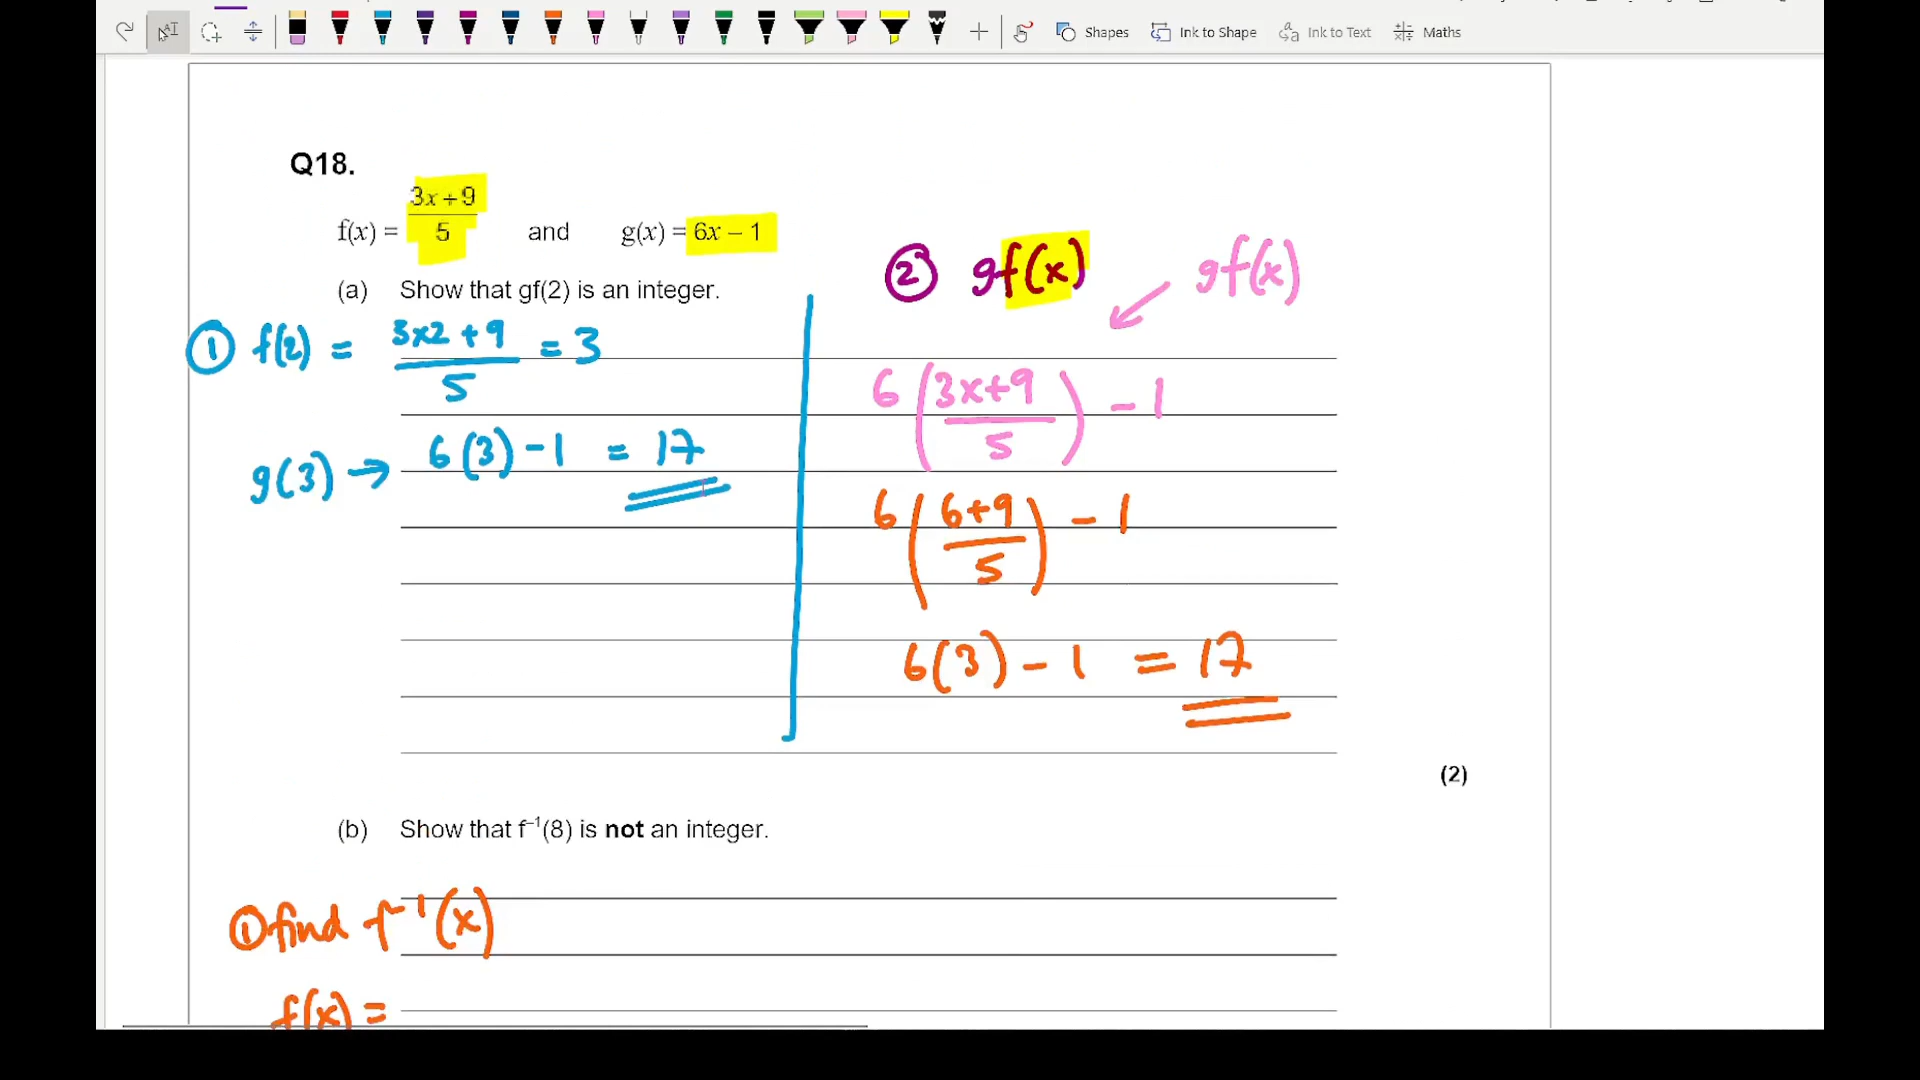 Shapes Ink to Shape Ink to Text Maths
Q18.
f(x) = 3x + 9 / 5 and g(x) = 6x – 1
② gf(x) gf(x)
(a) Show that gf(2) is an integer.
① f(2) = 3x2 + 9 / 5 = 3
6 (3x+9 / 5) - 1
g(3) → 6(3) - 1 = 17
6 (6+9 / 5) - 1
6(3) - 1 = 17
(2)
(b) Show that f⁻¹(8) is not an integer.
① find f⁻¹(x)
f(x) =